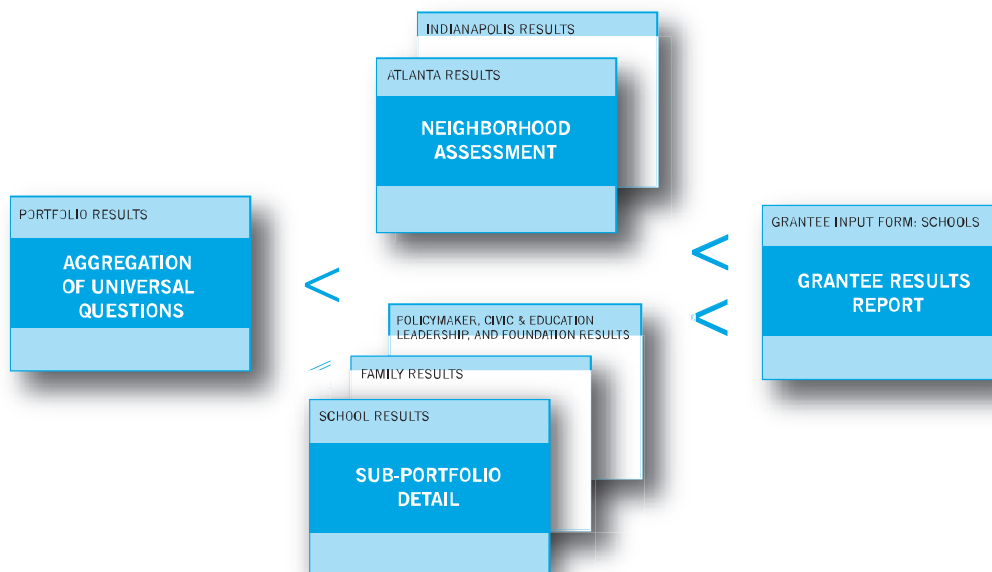 INDIANAPOLIS RESULTS
ATLANTA RESULTS
NEIGHBORHOOD
ASSESSMENT
PORTFOLIO RESULTS
AGGREGATION
OF UNIVERSAL
QUESTIONS
<
<
<
GRANTEE INPUT FORM: SCHOOLS
GRANTEE RESULTS
REPORT
POLICYMAKER, CIVIC & EDUCATION
LEADERSHIP, AND FOUNDATION RESULTS
FAMILY RESULTS
SCHOOL RESULTS
SUB-PORTFOLIO
DETAIL